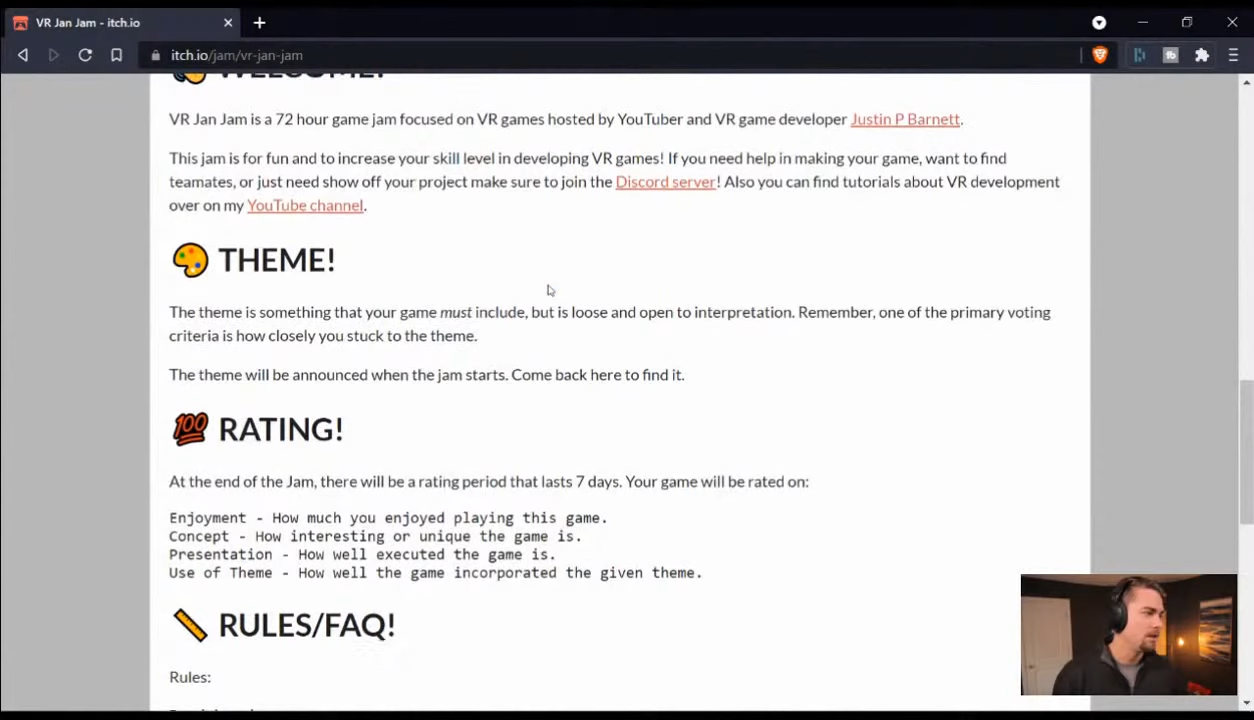 VR Jan Jam - itch.io
itch.io/jam/vr-jan-jam
WELCOME!
VR Jan Jam is a 72 hour game jam focused on VR games hosted by YouTuber and VR game developer Justin P Barnett.
This jam is for fun and to increase your skill level in developing VR games! If you need help in making your game, want to find
teamates, or just need show off your project make sure to join the Discord server! Also you can find tutorials about VR development
over on my YouTube channel.
THEME!
The theme is something that your game must include, but is loose and open to interpretation. Remember, one of the primary voting
criteria is how closely you stuck to the theme.
The theme will be announced when the jam starts. Come back here to find it.
100 RATING!
At the end of the Jam, there will be a rating period that lasts 7 days. Your game will be rated on:
Enjoyment - How much you enjoyed playing this game.
Concept - How interesting or unique the game is.
Presentation - How well executed the game is.
Use of Theme - How well the game incorporated the given theme.
RULES/FAQ!
Rules: